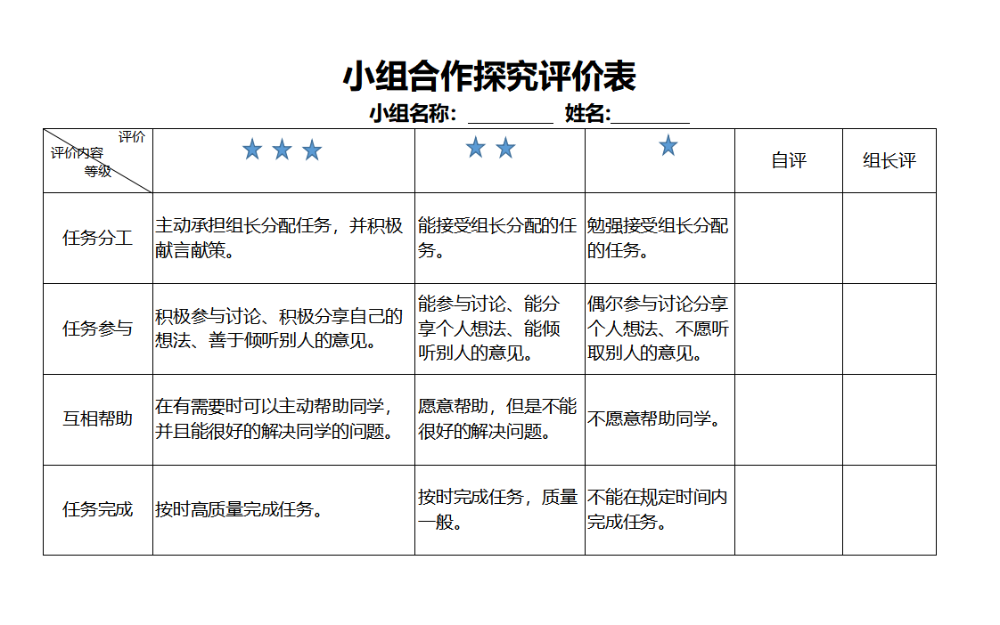 小组合作探究评价表
小组名称：________ 姓名:________
评价
评价内容
等级
自评
组长评
任务分工
主动承担组长分配任务，并积极
献言献策。
能接受组长分配的任
务。
勉强接受组长分配
的任务。
任务参与
积极参与讨论、积极分享自己的
想法、善于倾听别人的意见。
能参与讨论、能分
享个人想法、能倾
听别人的意见。
偶尔参与讨论分享
个人想法、不愿听
取别人的意见。
互相帮助
在有需要时可以主动帮助同学，
并且能很好的解决同学的问题。
愿意帮助，但是不能
很好的解决问题。
不愿意帮助同学。
任务完成
按时高质量完成任务。
按时完成任务，质量
一般。
不能在规定时间内
完成任务。